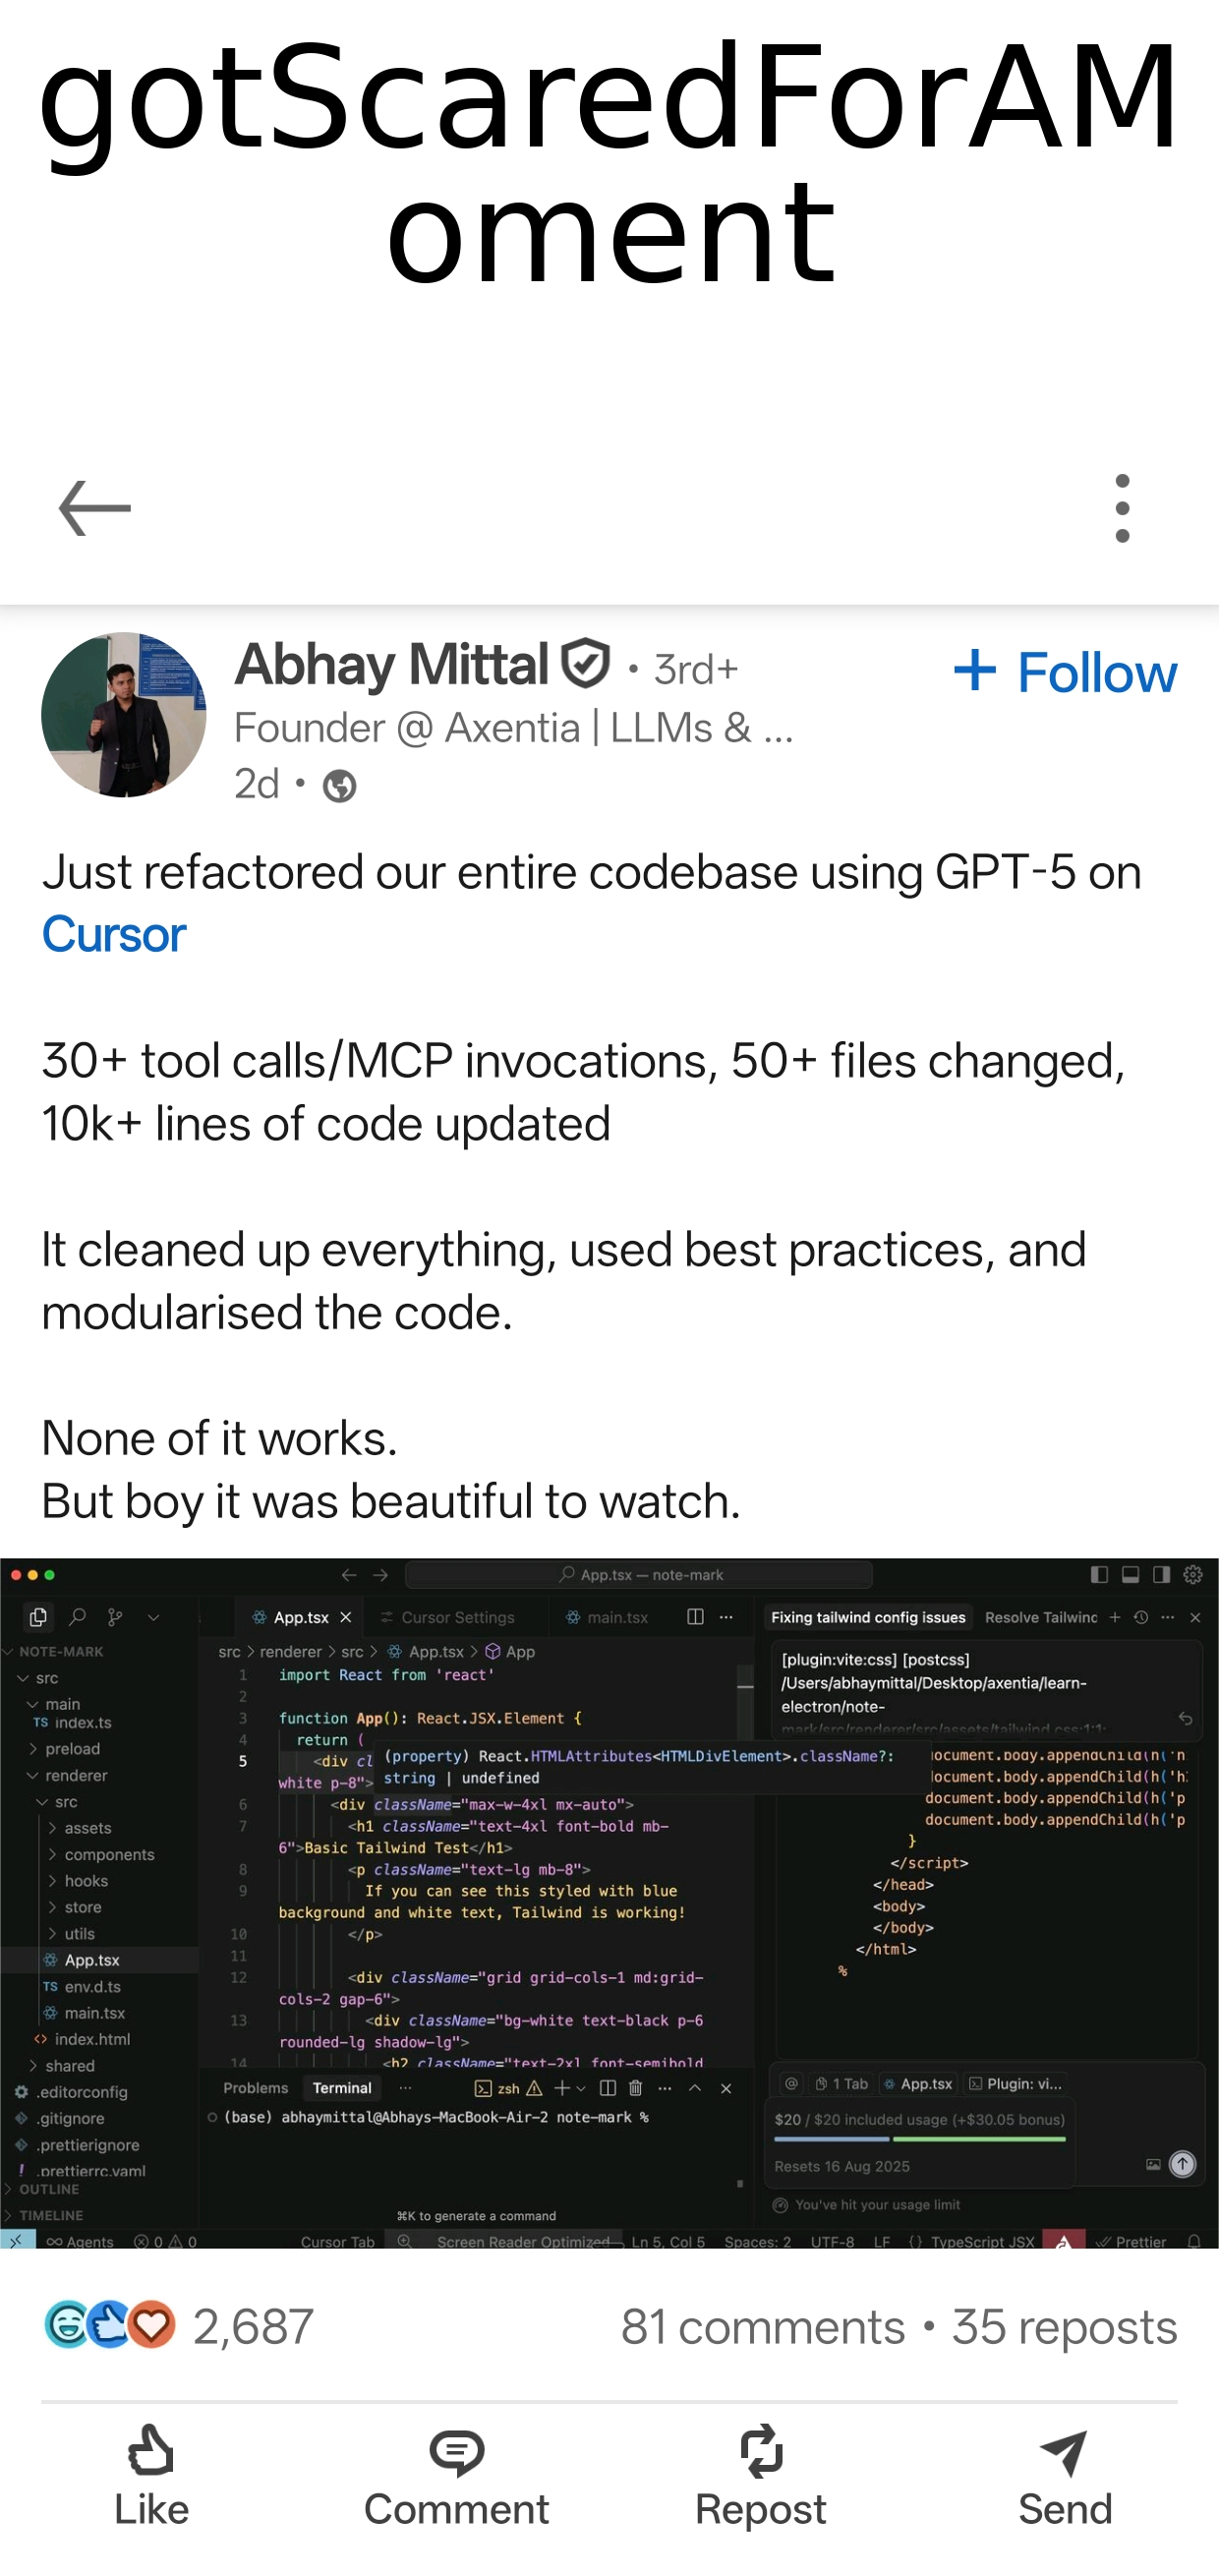 gotScaredForAM
oment
Abhay Mittal • 3rd+
+ Follow
Founder @ Axentia | LLMs & ...
2d •
Just refactored our entire codebase using GPT-5 on
Cursor
30+ tool calls/MCP invocations, 50+ files changed,
10k+ lines of code updated
It cleaned up everything, used best practices, and
modularised the code.
None of it works.
But boy it was beautiful to watch.
App.tsx — note-mark
NOTE-MARK
src
main
TS index.ts
preload
renderer
src
assets
components
hooks
store
utils
App.tsx
TS env.d.ts
main.tsx
<> index.html
shared
.editorconfig
.gitignore
.prettierignore
! .prettierrc.yaml
OUTLINE
TIMELINE
App.tsx Cursor Settings main.tsx
src > renderer > src > App.tsx > App
1 import React from 'react'
2
3 function App(): React.JSX.Element {
4 return (
5 <div cl
white p-8">
(property) React.HTMLAttributes<HTMLDivElement>.className?:
string | undefined
6 <div className="max-w-4xl mx-auto">
7 <h1 className="text-4xl font-bold mb-
6">Basic Tailwind Test</h1>
8 <p className="text-lg mb-8">
9 If you can see this styled with blue
background and white text, Tailwind is working!
10 </p>
11
12 <div className="grid grid-cols-1 md:grid-
cols-2 gap-6">
13 <div className="bg-white text-black p-6
rounded-lg shadow-lg">
14 <h2 className="text-2xl font-semibold
Problems Terminal ... zsh
(base) abhaymittal@Abhays-MacBook-Air-2 note-mark %
⌘K to generate a command
Fixing tailwind config issues Resolve Tailwinc
[plugin:vite:css] [postcss]
/Users/abhaymittal/Desktop/axentia/learn-
electron/note-
mark/src/renderer/src/assets/tailwind.css:1:1:
ocument.body.appendChild(h('h
ocument.body.appendChild(h('h
document.body.appendChild(h('p
document.body.appendChild(h('p
}
</script>
</head>
<body>
</body>
</html>
%
@ 1 Tab App.tsx Plugin: vi...
$20 / $20 included usage (+$30.05 bonus)
Resets 16 Aug 2025
You've hit your usage limit
Agents 0 0 Cursor Tab Screen Reader Optimized Ln 5, Col 5 Spaces: 2 UTF-8 LF {} TypeScript JSX Prettier
2,687
81 comments • 35 reposts
Like Comment Repost Send